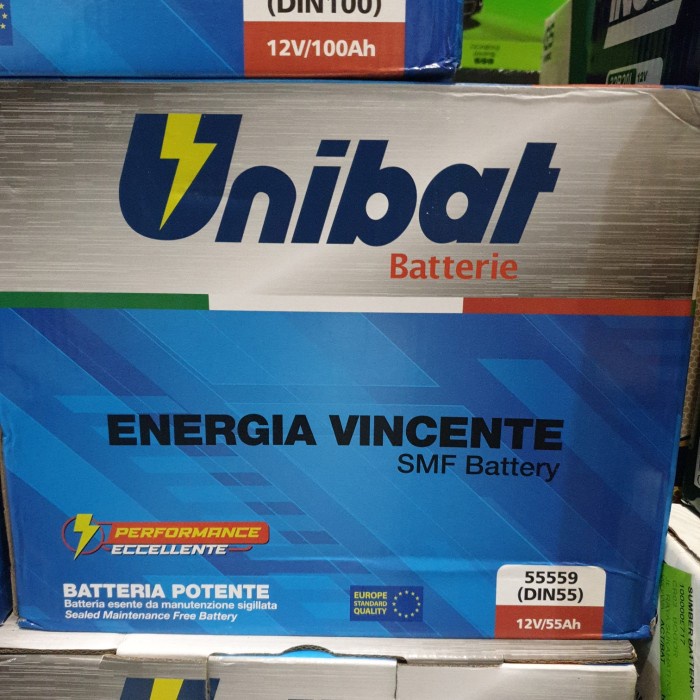 (DIN100)
12V/100Ah
Unibat
Batterie
ENERGIA VINCENTE
SMF Battery
PERFORMANCE
ECCELLENTE
BATTERIA POTENTE
Batteria esente da manutenzione sigillata
Sealed Maintenance Free Battery
EUROPE
STANDARD
QUALITY
55559
(DIN55)
12V/55Ah